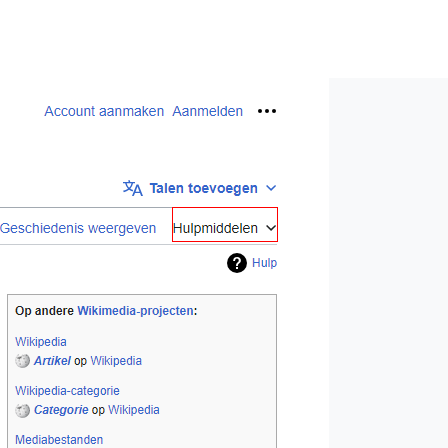 Account aanmaken Aanmelden
Talen toevoegen
Geschiedenis weergeven Hulpmiddelen
? Hulp
Op andere Wikimedia-projecten:
Wikipedia
Artikel op Wikipedia
Wikipedia-categorie
Categorie op Wikipedia
Mediabestanden